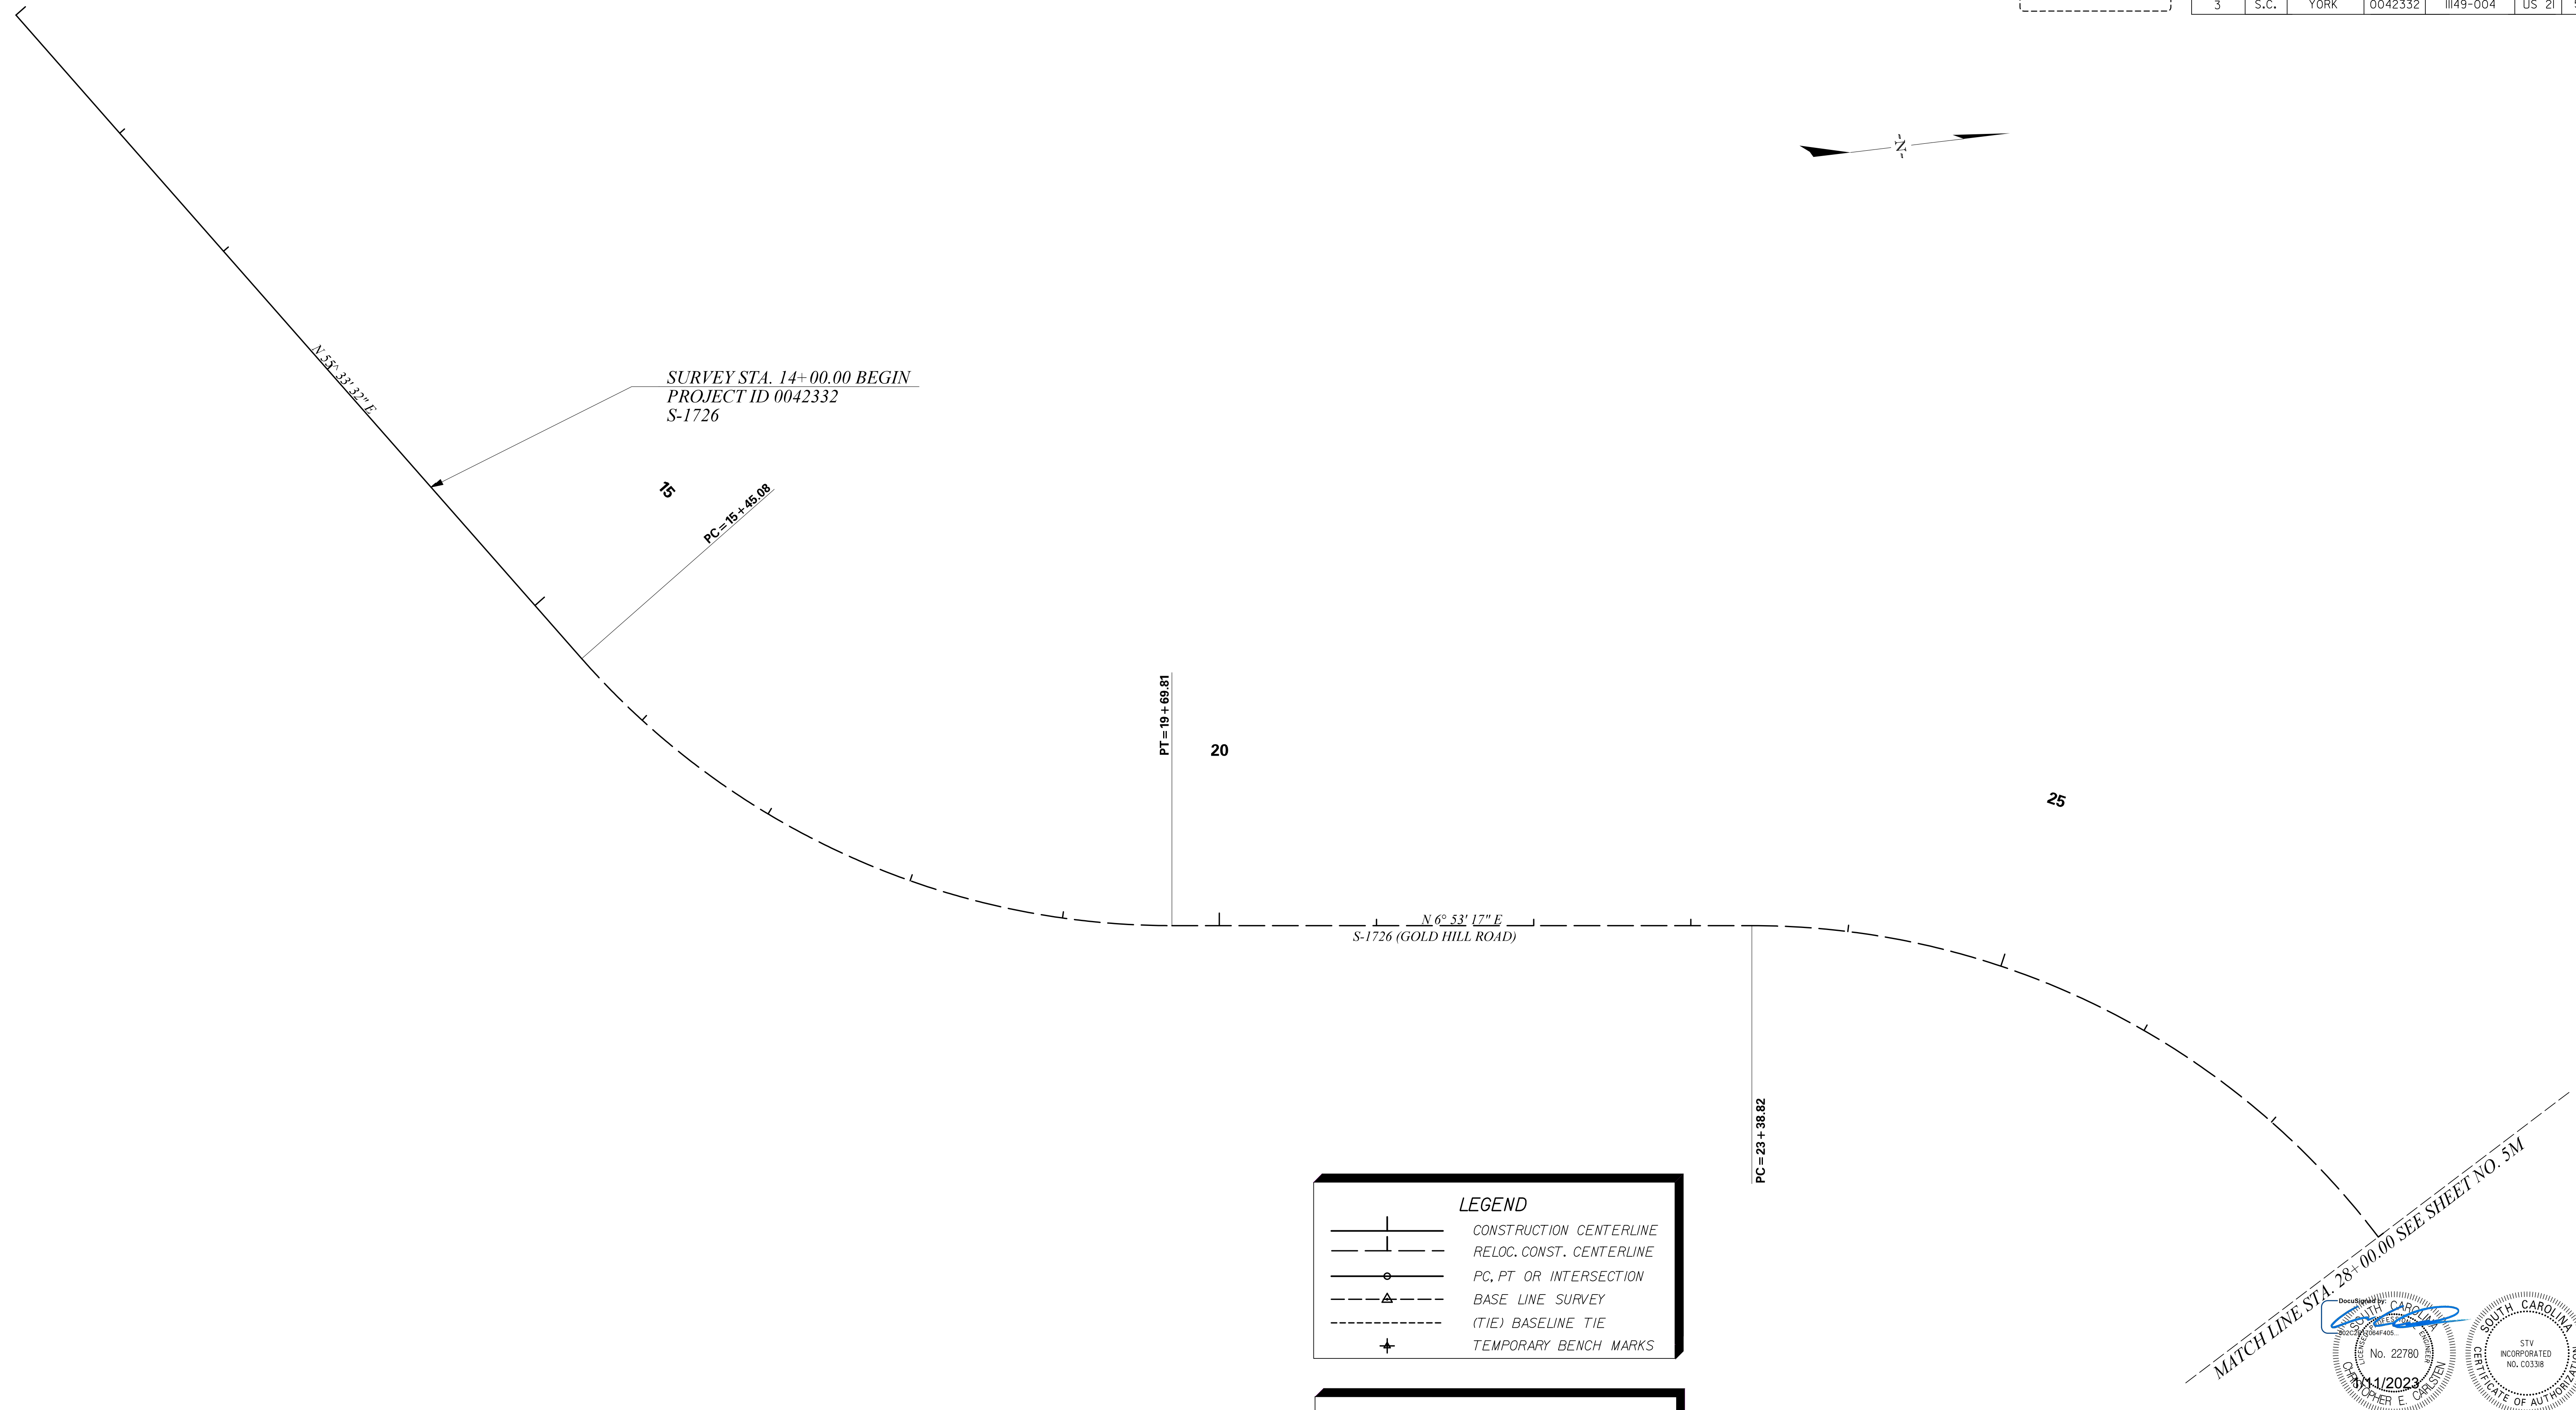 3 S.C. YORK 0042332 1149-004 US 21
N
N 55^ 33' 32" E
SURVEY STA. 14+00.00 BEGIN
PROJECT ID 0042332
S-1726
15
PC = 15 + 45.08
PT = 19 + 69.81
20
25
N 6° 53' 17" E
S-1726 (GOLD HILL ROAD)
PC = 23 + 38.82
LEGEND
CONSTRUCTION CENTERLINE
RELOC. CONST. CENTERLINE
PC, PT OR INTERSECTION
BASE LINE SURVEY
(TIE) BASELINE TIE
TEMPORARY BENCH MARKS
MATCH LINE STA. 28+00.00 SEE SHEET NO. 5M
DocuSigned by:
SOUTH CAROLINA
No. 22780
1/11/2023
CHRISTOPHER E. CARLSTEN
SOUTH CAROLINA
STV
INCORPORATED
NO. C03318
CERTIFICATE OF AUTHORIZATION